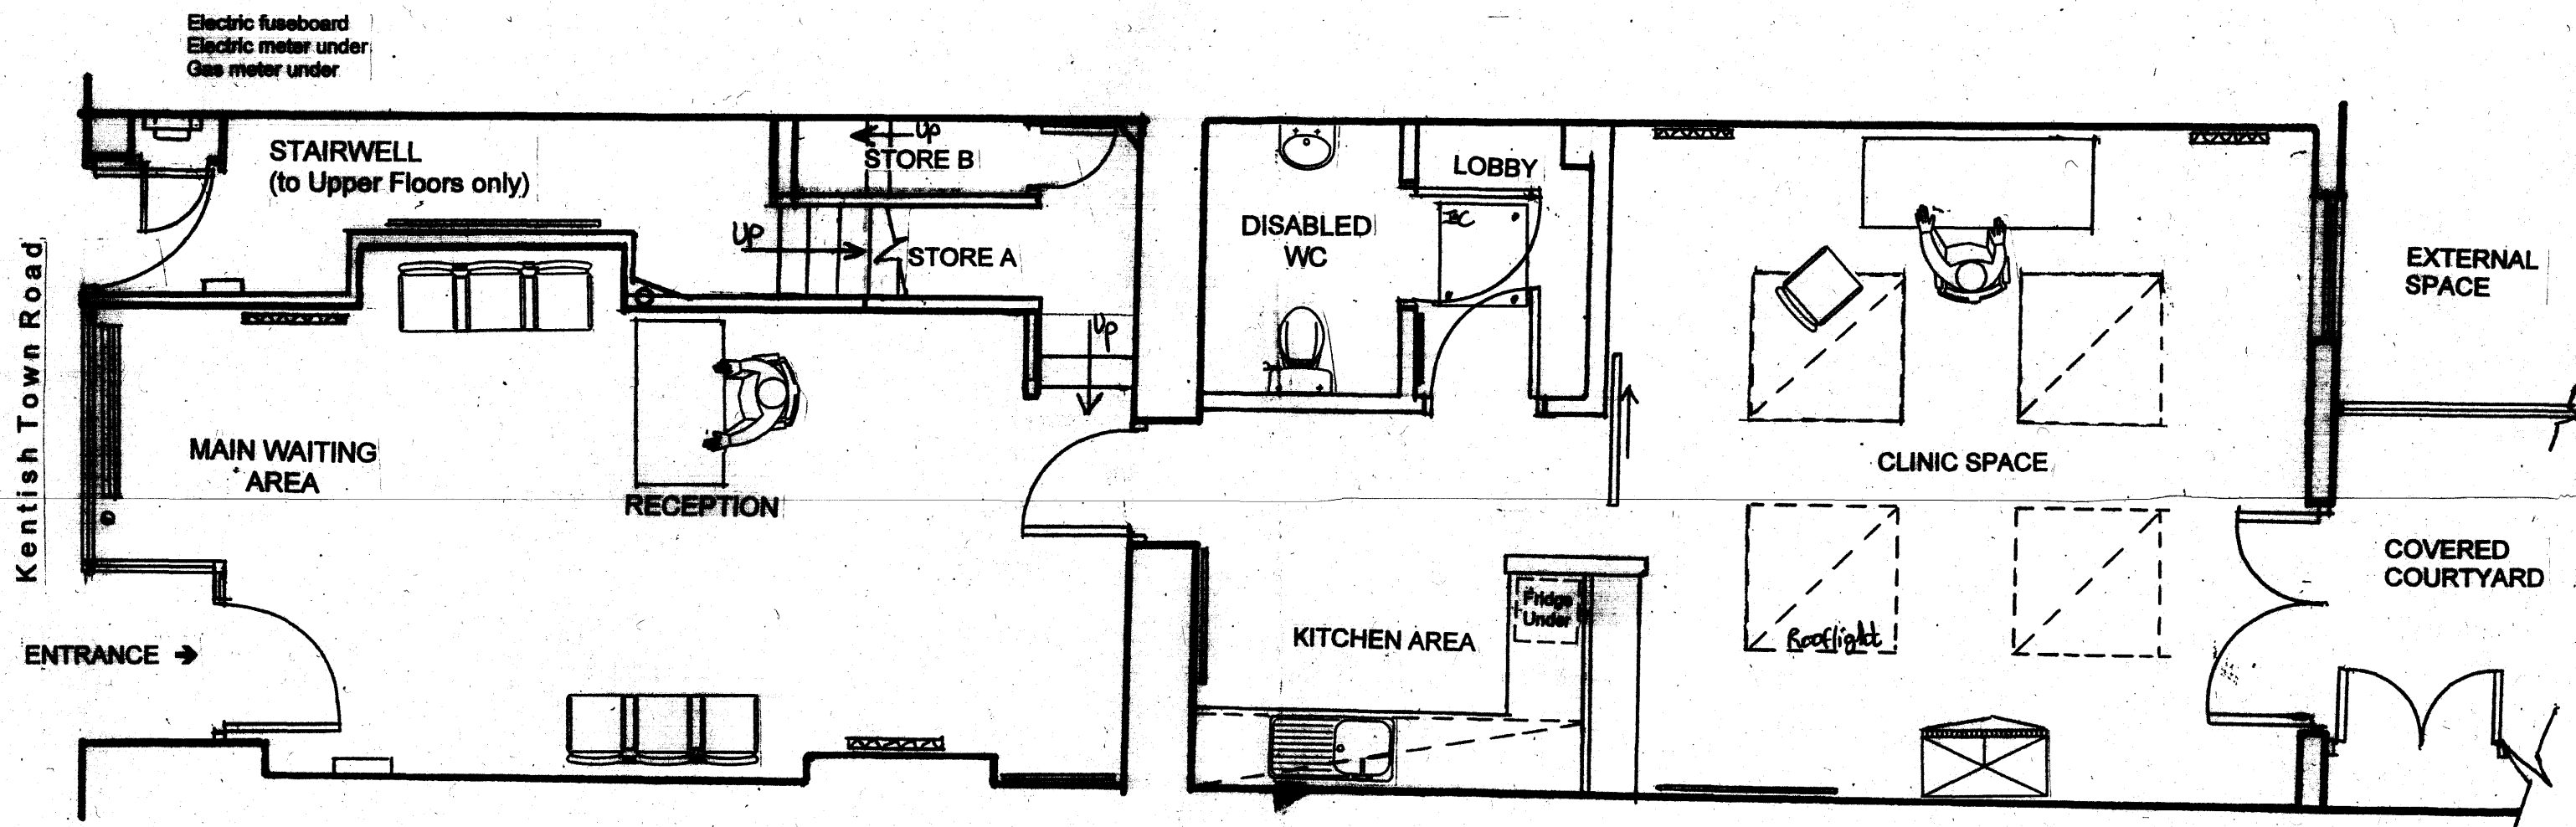 Electric fuseboard
Electric meter under
Gas meter under
STAIRWELL
(to Upper Floors only)
UP
STORE B
UP
STORE A
UP
LOBBY
DISABLED
WC
EXTERNAL
SPACE
Kentish Town Road
MAIN WAITING
AREA
RECEPTION
CLINIC SPACE
COVERED
COURTYARD
Fridge
Under
KITCHEN AREA
Rooflight
ENTRANCE →